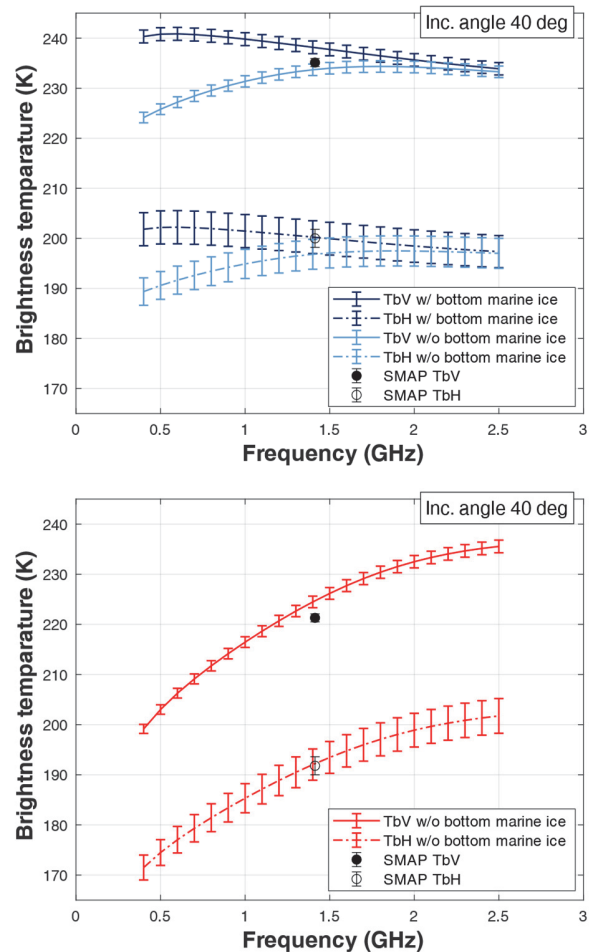 Inc. angle 40 deg
240
230
220
210
200
190
180
170
Brightness temparature (K)
TbV w/ bottom marine ice
TbH w/ bottom marine ice
TbV w/o bottom marine ice
TbH w/o bottom marine ice
SMAP TbV
SMAP TbH
0 0.5 1 1.5 2 2.5 3
Frequency (GHz)
Inc. angle 40 deg
240
230
220
210
200
190
180
170
Brightness temparature (K)
TbV w/o bottom marine ice
TbH w/o bottom marine ice
SMAP TbV
SMAP TbH
0 0.5 1 1.5 2 2.5 3
Frequency (GHz)